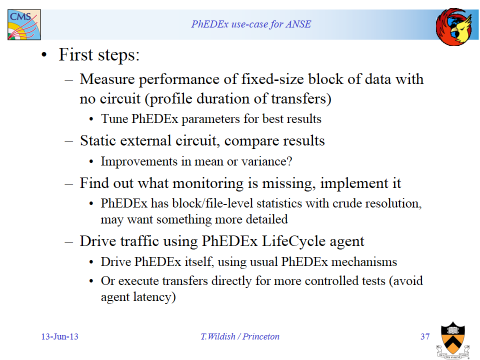 CMS
PhEDEx use-case for ANSE
• First steps:
– Measure performance of fixed-size block of data with
no circuit (profile duration of transfers)
• Tune PhEDEx parameters for best results
– Static external circuit, compare results
• Improvements in mean or variance?
– Find out what monitoring is missing, implement it
• PhEDEx has block/file-level statistics with crude resolution,
may want something more detailed
– Drive traffic using PhEDEx LifeCycle agent
• Drive PhEDEx itself, using usual PhEDEx mechanisms
• Or execute transfers directly for more controlled tests (avoid
agent latency)
13-Jun-13
T.Wildish / Princeton
37